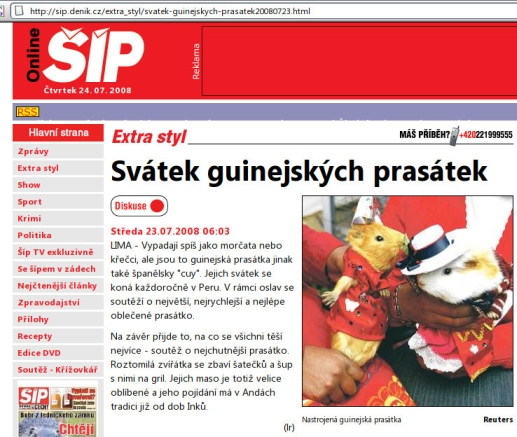 http://sip.denik.cz/extra_styl/svatek-guinejskych-prasatek20080723.html
Online
ŠÍP
Čtvrtek 24. 07. 2008
Reklama
RSS
Hlavní strana
Zprávy
Extra styl
Show
Sport
Krimi
Politika
Šíp TV exkluzivně
Se šípem v zádech
Nejčtenější články
Zpravodajství
Přílohy
Recepty
Edice DVD
Soutěž - Křížovkář
ŠÍP
Chtějí
Extra styl
MÁŠ PŘÍBĚH? +420221999555
Svátek guinejských prasátek
Diskuse
Středa 23.07.2008 06:03
LIMA - Vypadají spíš jako morčata nebo
křečci, ale jsou to guinejská prasátka jinak
také španělsky "cuy". Jejich svátek se
koná každoročně v Peru. V rámci oslav se
soutěží o největší, nejrychlejší a nejlépe
oblečené prasátko.
Na závěr přijde to, na co se všichni těší
nejvíce - soutěž o nejchutnější prasátko.
Roztomilá zvířátka se zbaví šatečků a šup
s nimi na gril. Jejich maso je totiž velice
oblíbené a jeho pojídání má v Andách
tradici již od dob Inků.
(lr)
Nastrojená guinejská prasátka
Reuters